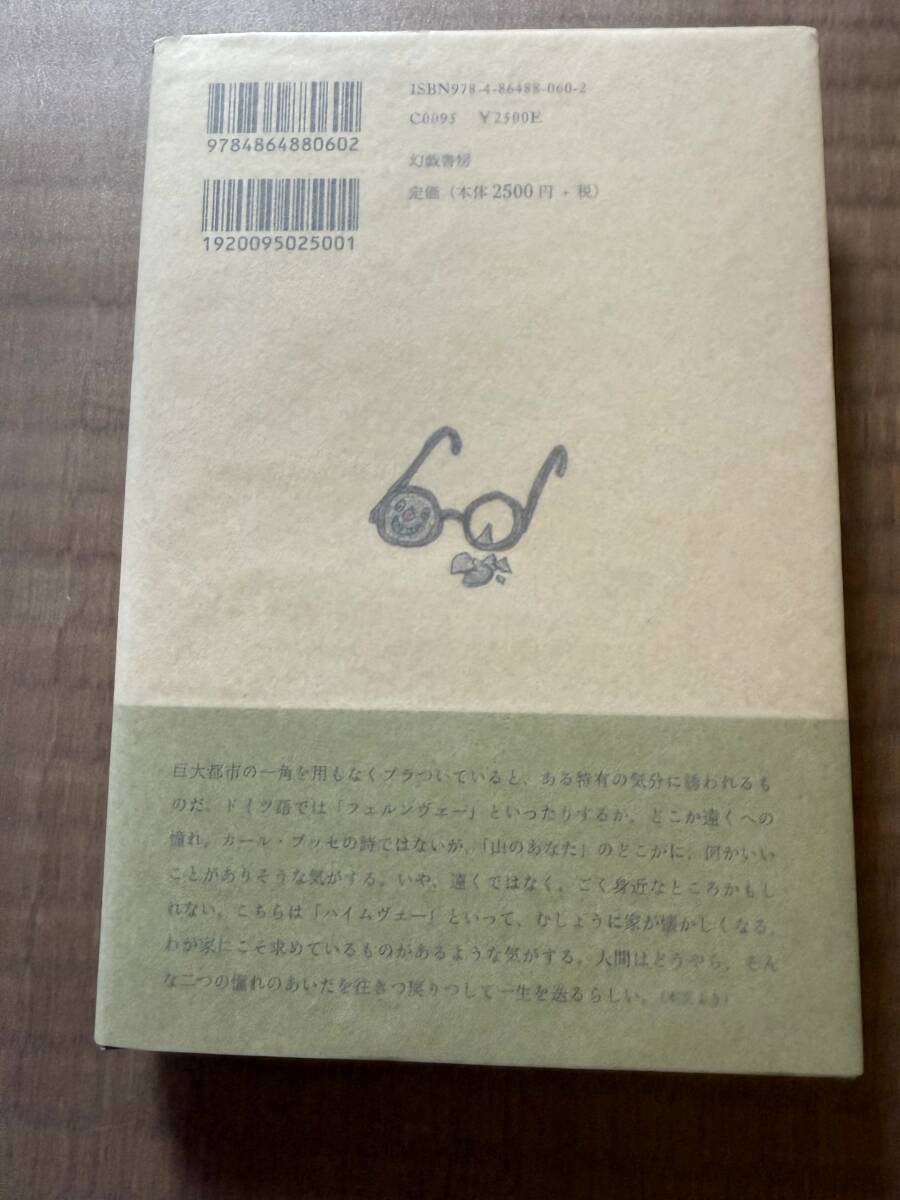 9784864880602
1920095025001
ISBN978-4-86488-060-2
C0095 ¥2500E
幻戯書房
定価（本体2500円+税）
巨大都市の一角を用もなくブラついていると、ある特有の気分に誘われるも
のだ。ドイツ語では「フェルンヴェー」といったりするが、どこか遠くへの
憧れ。カール・ブッセの詩ではないが、「山のあなた」のどこかに、何かいい
ことがありそうな気がする。いや、遠くではなく、ごく身近なところかもし
れない。こちらは「ハイムヴェー」といって、むしょうに家が懐かしくなる。
わが家にこそ求めているものがあるような気がする。人間はどうやら、そん
な二つの憧れのあいだを往きつ戻りつして一生を送るらしい。（本文より）